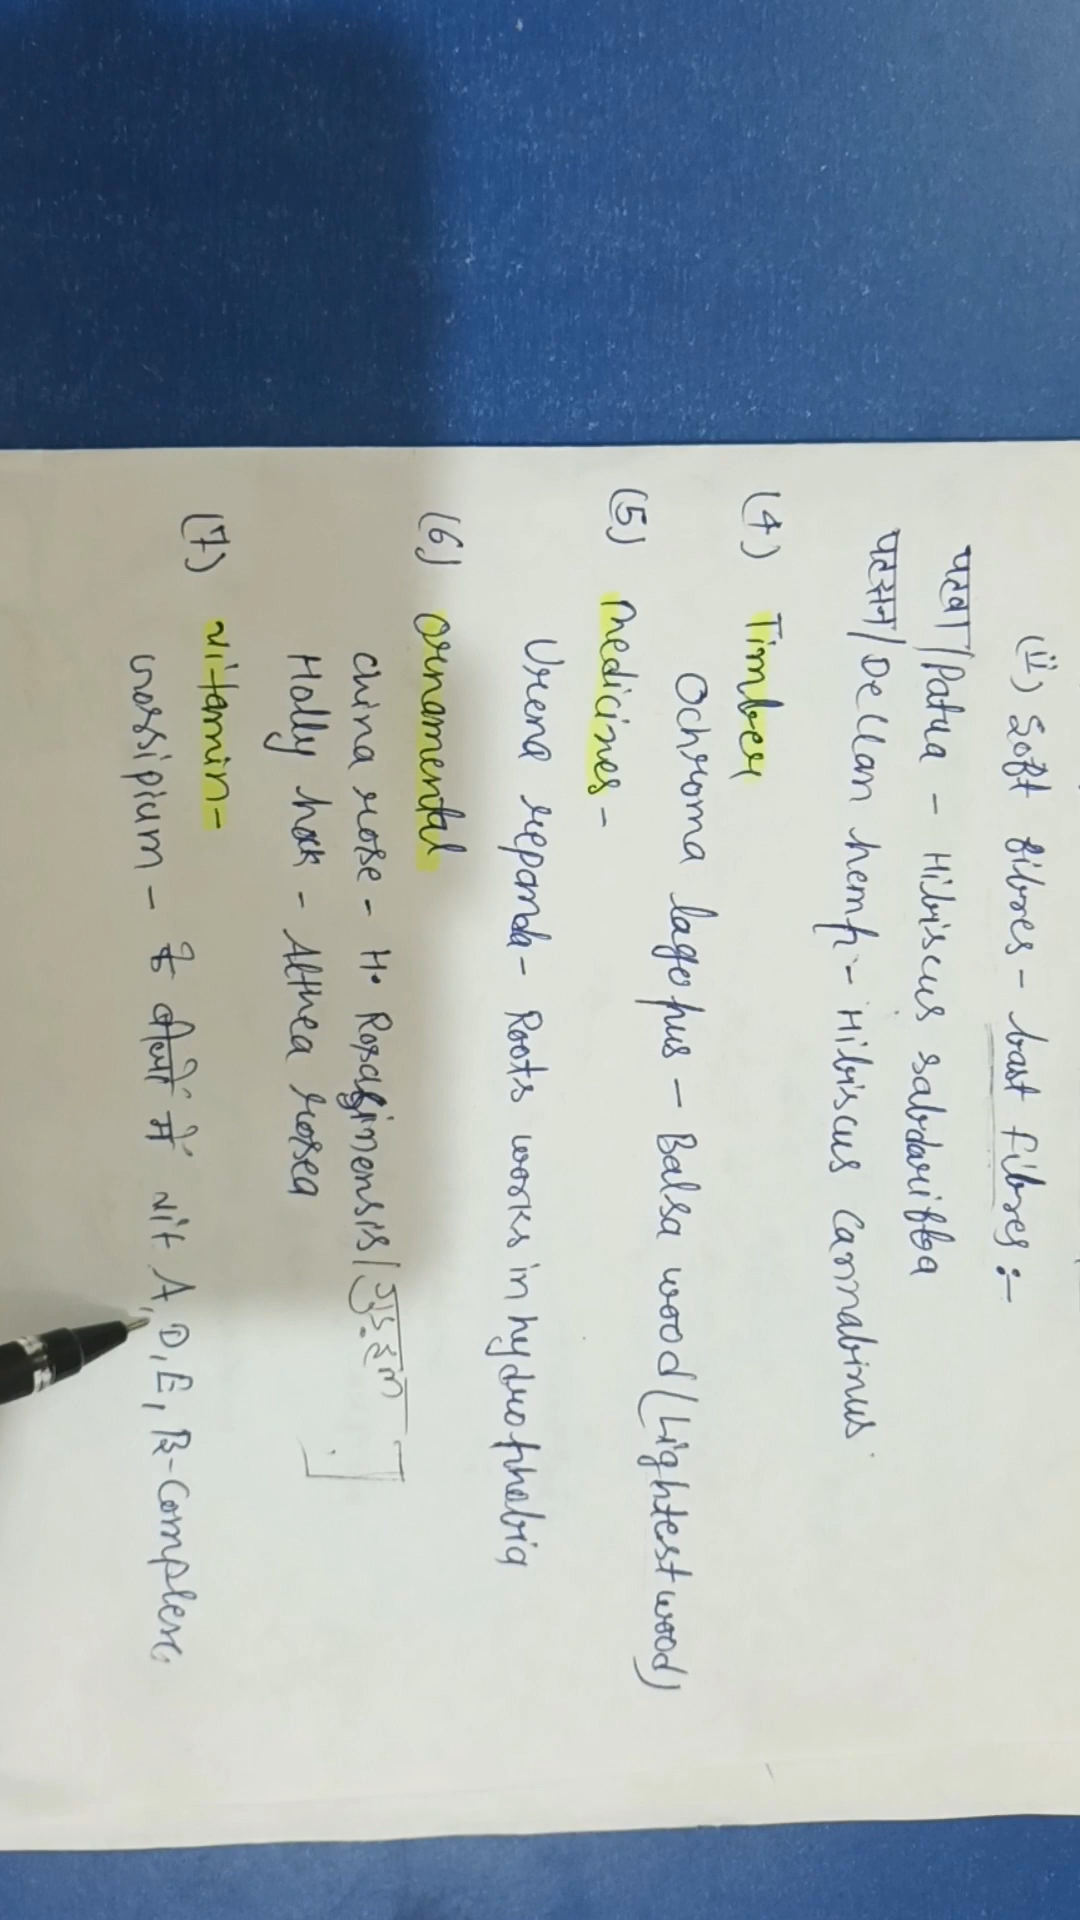 (ii) Soft fibres - bast fibres :-
पटवा/Patua - Hibiscus sabdariffa
पटसन/Deccan hemp - Hibiscus Cannabinus
(4) Timber
Ochroma lagopus - Balsa wood (Lightest wood)
(5) Medicines -
Urena repanda - Roots works in hydrophobia
(6) Ornamental
China rose - H. Rosasinensis/गुड़हल
Holly hock - Althea rosea
(7) vitamin -
Gossipium - के बीजों में vit A, D, E, B-Complex